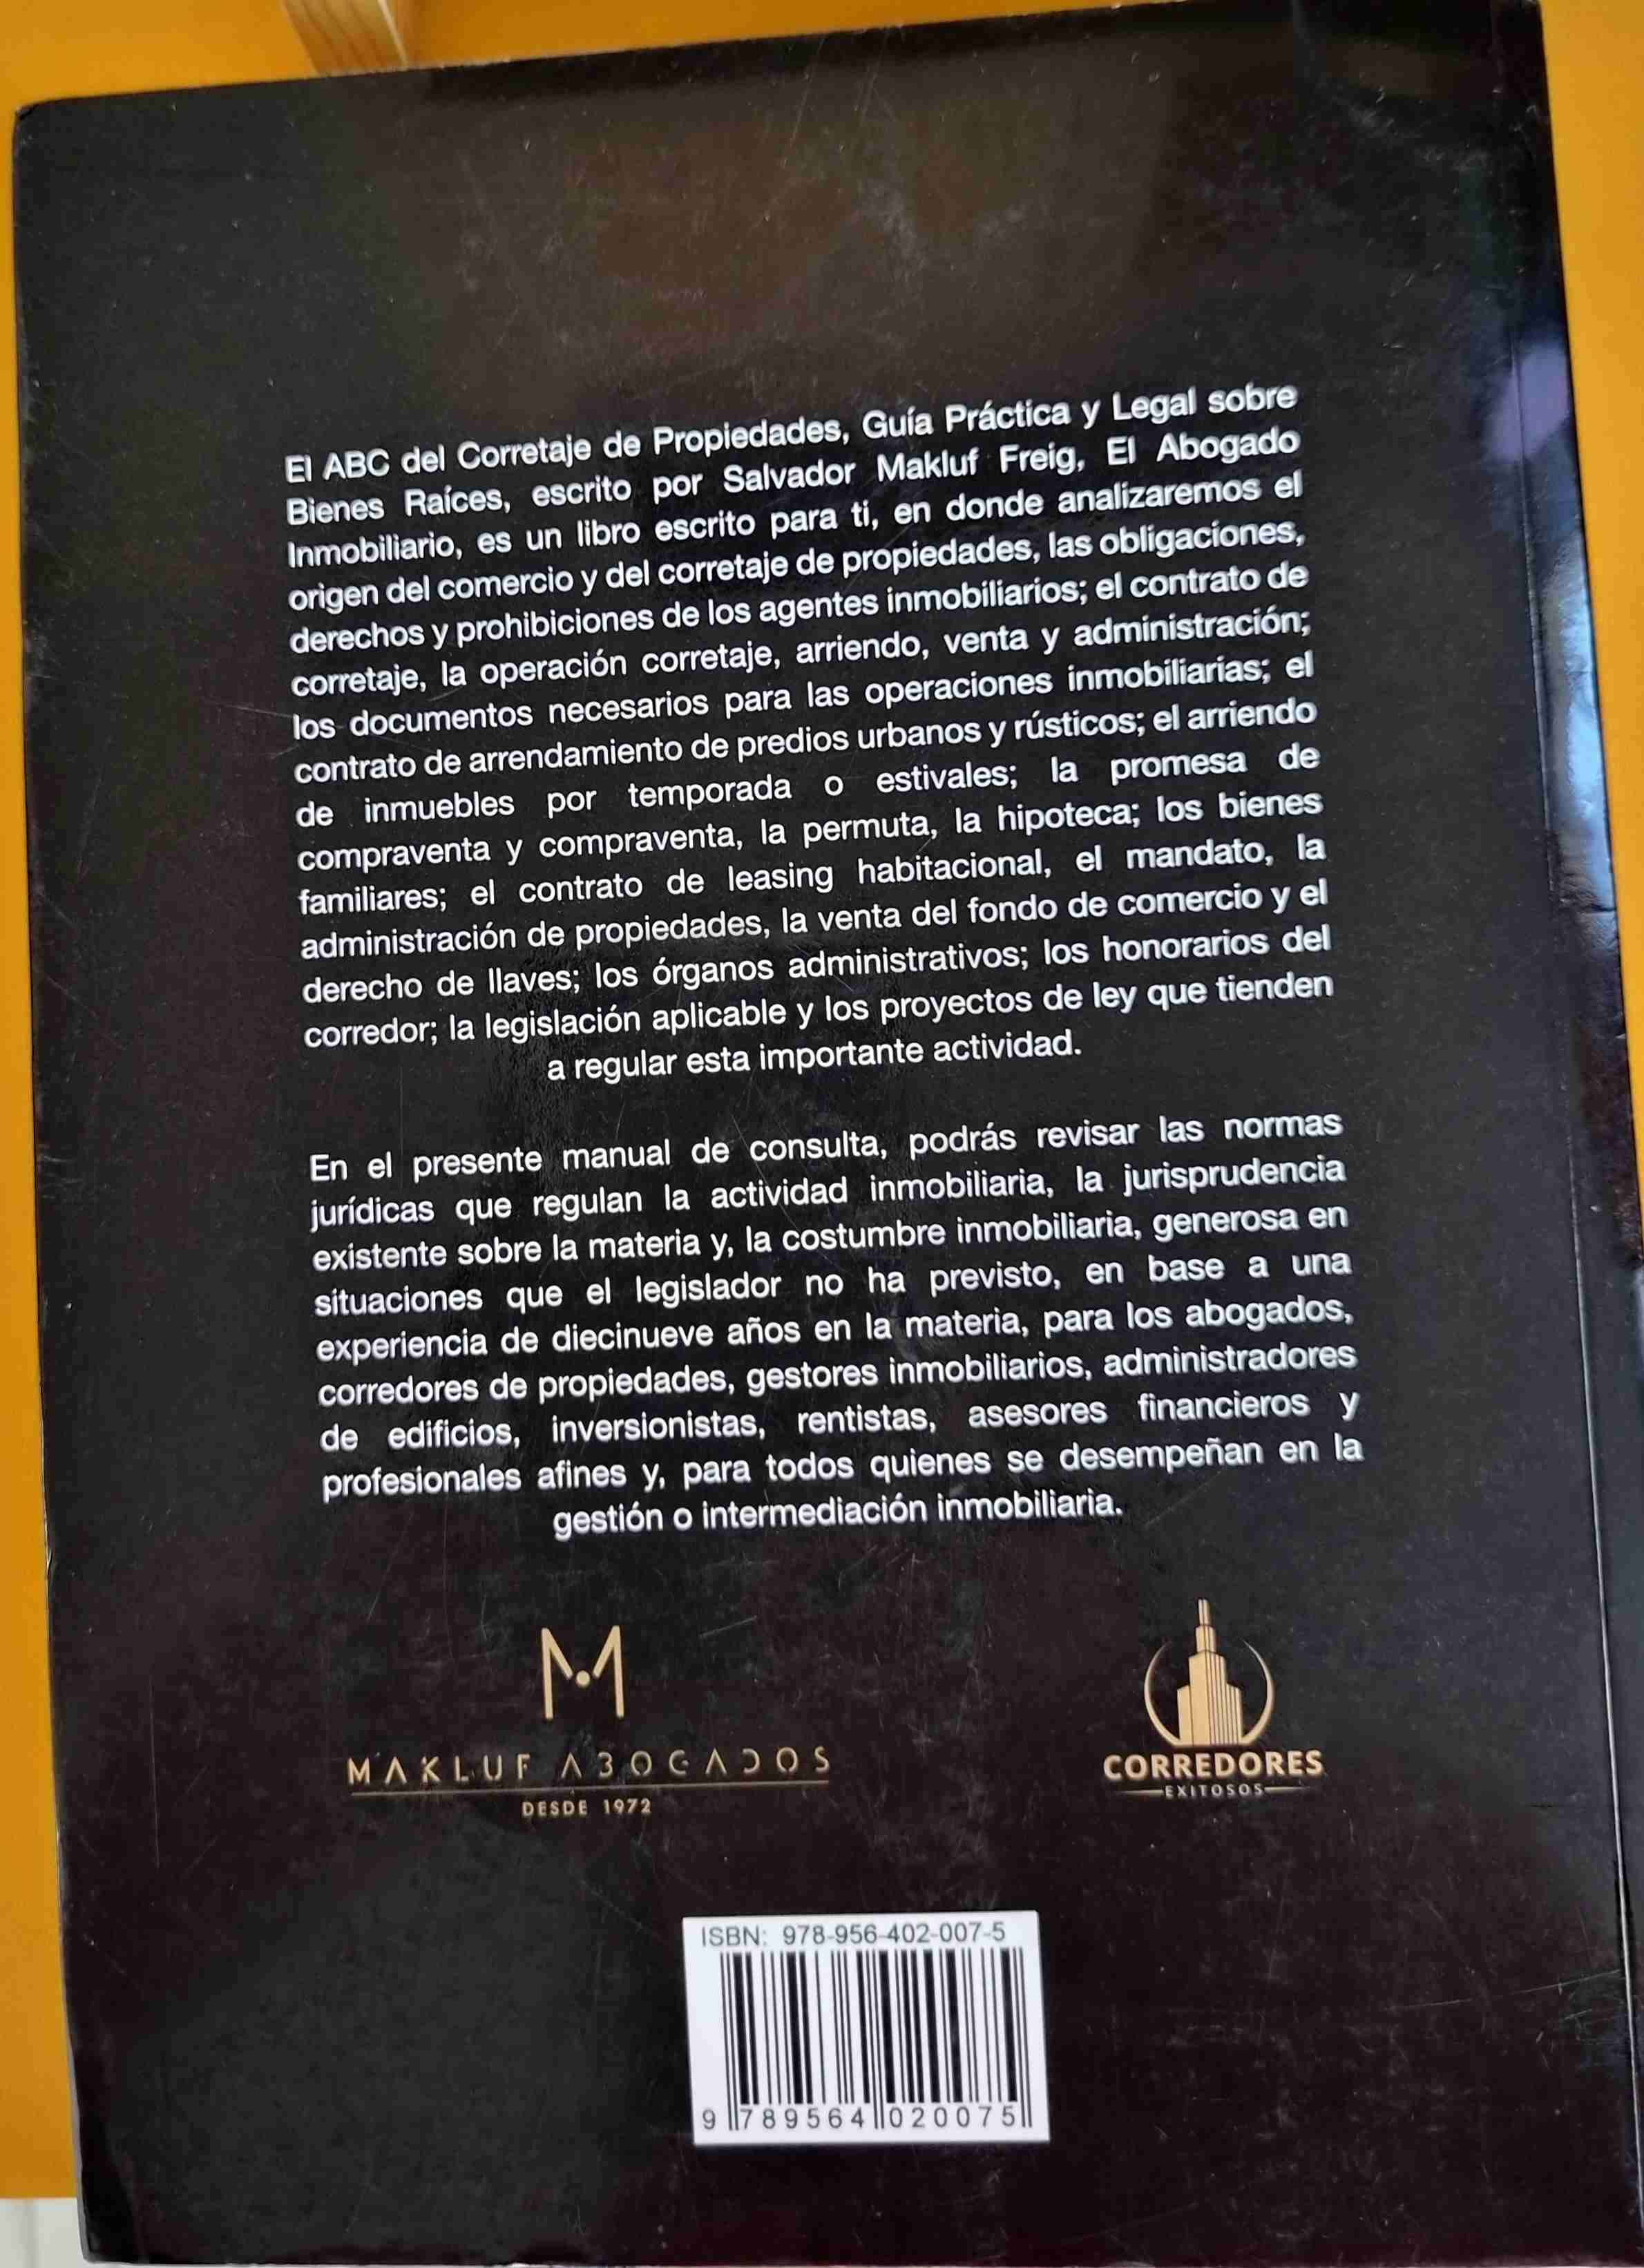 El ABC del Corretaje de Propiedades, Guía Práctica y Legal sobre
Bienes Raíces, escrito por Salvador Makluf Freig, El Abogado
Inmobiliario, es un libro escrito para ti, en donde analizaremos el
origen del comercio y del corretaje de propiedades, las obligaciones,
derechos y prohibiciones de los agentes inmobiliarios; el contrato de
corretaje, la operación corretaje, arriendo, venta y administración;
los documentos necesarios para las operaciones inmobiliarias; el
contrato de arrendamiento de predios urbanos y rústicos; el arriendo
de inmuebles por temporada o estivales; la promesa de
compraventa y compraventa, la permuta, la hipoteca; los bienes
familiares; el contrato de leasing habitacional, el mandato, la
administración de propiedades, la venta del fondo de comercio y el
derecho de llaves; los órganos administrativos; los honorarios del
corredor; la legislación aplicable y los proyectos de ley que tienden
a regular esta importante actividad.
En el presente manual de consulta, podrás revisar las normas
jurídicas que regulan la actividad inmobiliaria, la jurisprudencia
existente sobre la materia y, la costumbre inmobiliaria, generosa en
situaciones que el legislador no ha previsto, en base a una
experiencia de diecinueve años en la materia, para los abogados,
corredores de propiedades, gestores inmobiliarios, administradores
de edificios, inversionistas, rentistas, asesores financieros y
profesionales afines y, para todos quienes se desempeñan en la
gestión o intermediación inmobiliaria.
M
MAKLUF ABOGADOS
DESDE 1972
CORREDORES
EXITOSOS
ISBN: 978-956-402-007-5
9 789564 020075